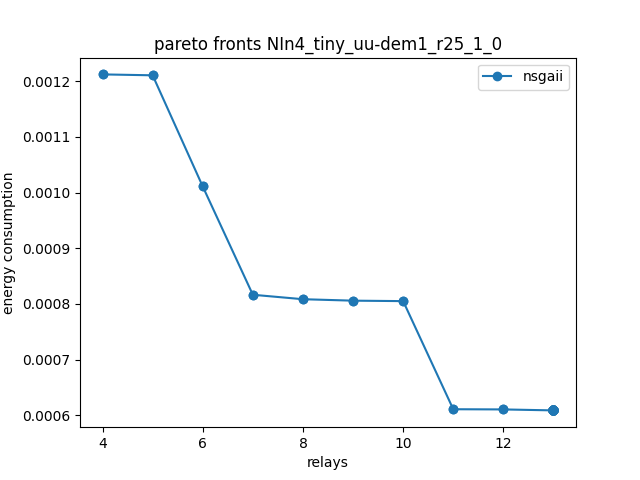 pareto fronts NIn4_tiny_uu-dem1_r25_1_0
nsgaii
energy consumption
0.0012
0.0011
0.0010
0.0009
0.0008
0.0007
0.0006
4 6 8 10 12
relays